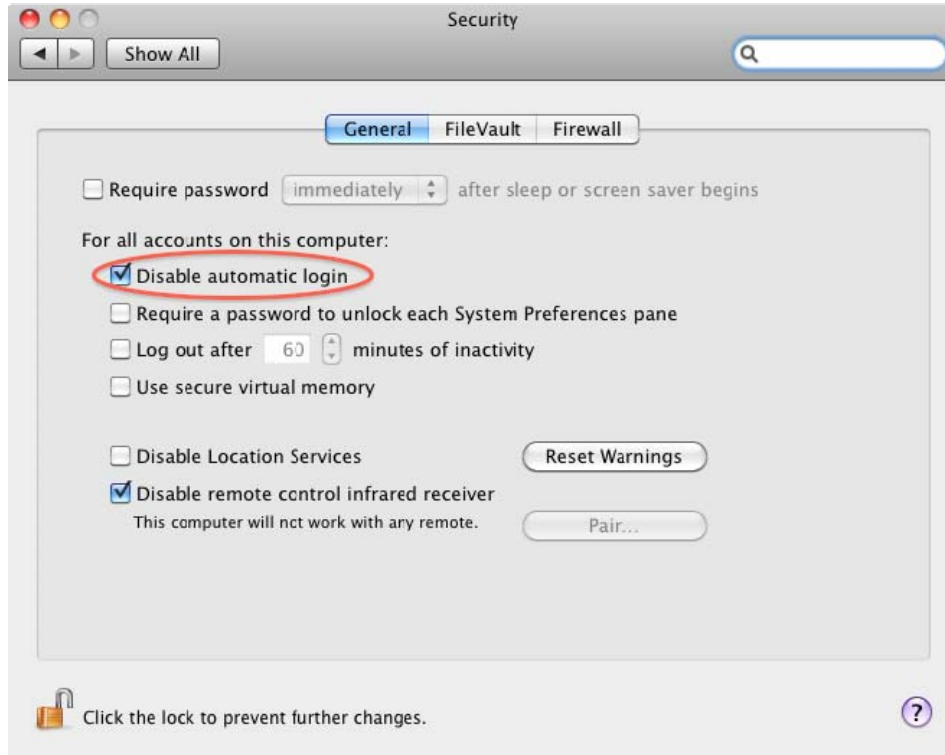 Security
Show All
General FileVault Firewall
Require password immediately after sleep or screen saver begins
For all accounts on this computer:
Disable automatic login
Require a password to unlock each System Preferences pane
Log out after 60 minutes of inactivity
Use secure virtual memory
Disable Location Services Reset Warnings
Disable remote control infrared receiver
This computer will not work with any remote. Pair...
Click the lock to prevent further changes. ?